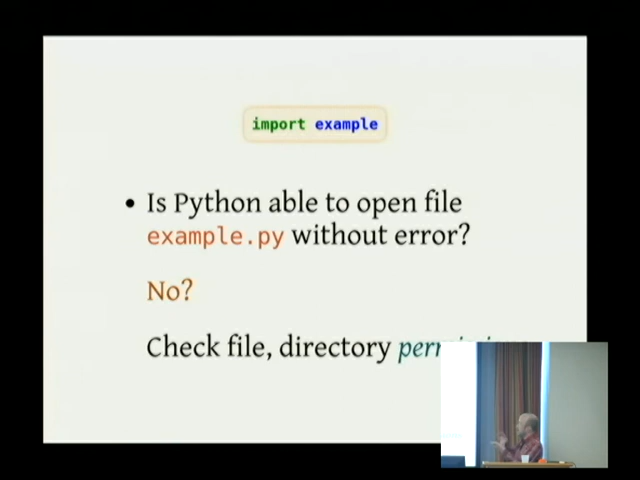 import example
• Is Python able to open file
example.py without error?
No?
Check file, directory